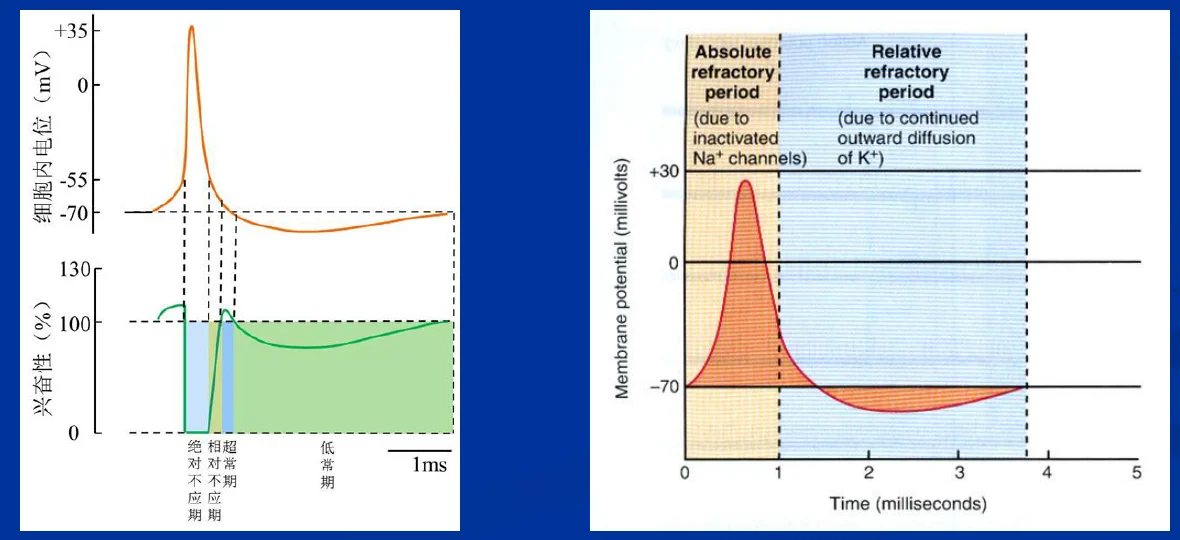 细胞内电位（mV）
+35
0
-55
-70
兴奋性（%）
130
100
0
绝对不应期
相对不应期
超常期
低常期
1ms
Absolute
refractory
period
(due to
inactivated
Na⁺ channels)
Relative
refractory
period
(due to continued
outward diffusion
of K⁺)
Membrane potential (millivolts)
+30
0
–70
0
1
2
3
4
5
Time (milliseconds)